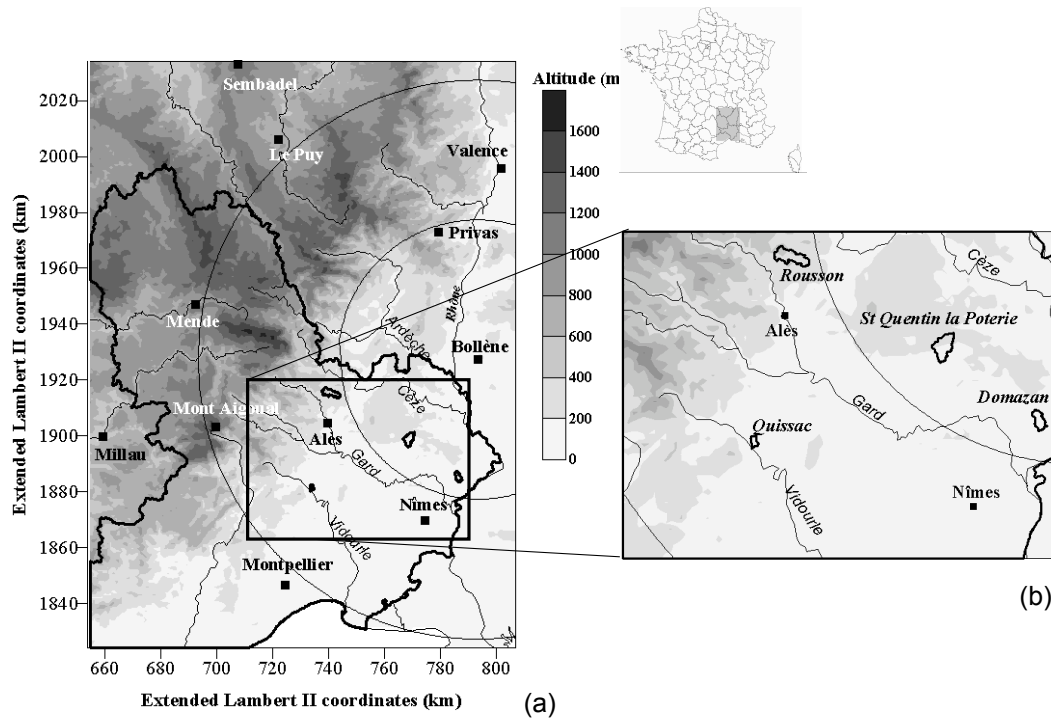 Altitude (m
1600
1400
1200
1000
800
600
400
200
0
2020
2000
1980
1960
1940
1920
1900
1880
1860
1840
Extended Lambert II coordinates (km)
660
680
700
720
740
760
780
800
Extended Lambert II coordinates (km)
(a)
Sembadel
Le Puy
Valence
Privas
Rhône
Mende
Ardèche
Bollène
Mont Aigoual
Cèze
Millau
Alès
Gard
Nîmes
Vidourle
Montpellier
Rousson
Cèze
Alès
St Quentin la Poterie
Gard
Domazan
Quissac
Vidourle
Nîmes
(b)